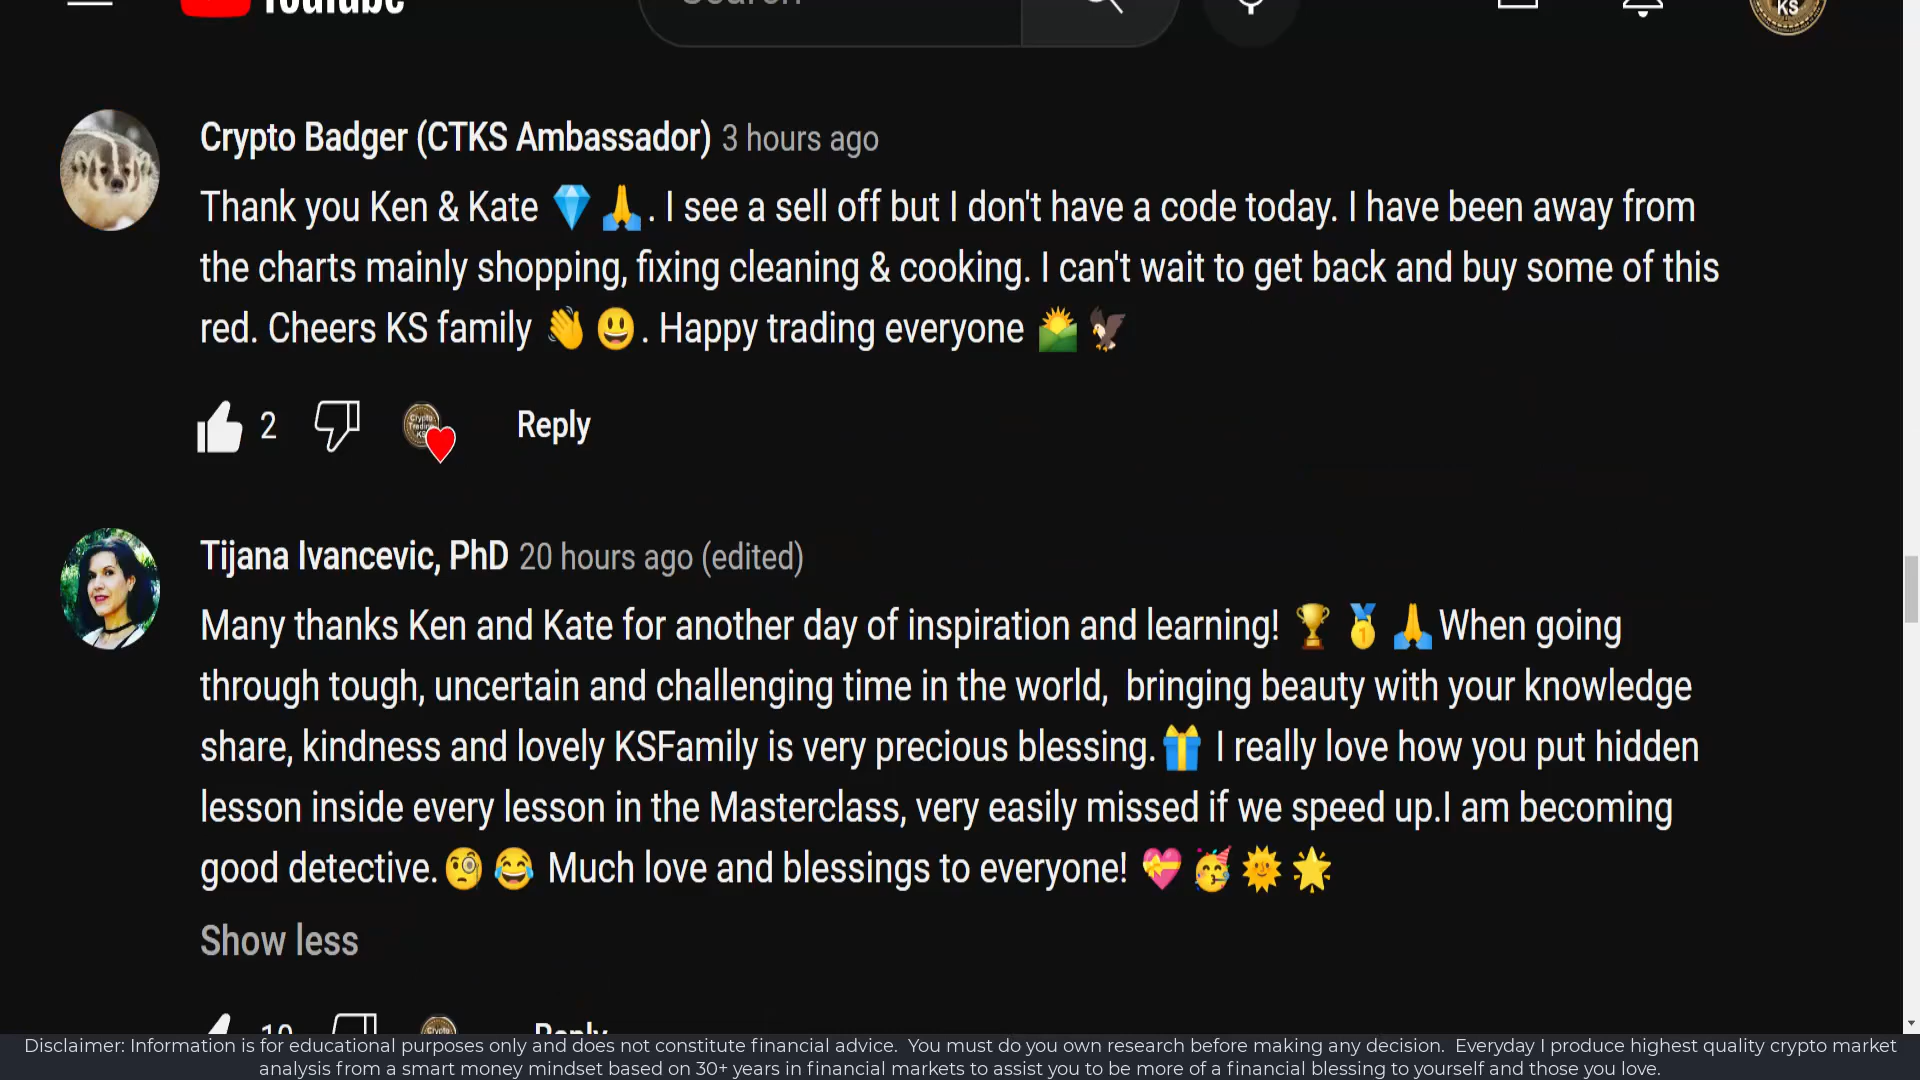 YouTube
Search
KS
Crypto Badger (CTKS Ambassador) 3 hours ago
Thank you Ken & Kate 💎🙏. I see a sell off but I don't have a code today. I have been away from
the charts mainly shopping, fixing cleaning & cooking. I can't wait to get back and buy some of this
red. Cheers KS family 👋😃. Happy trading everyone 🌄🦅
2
Crypto
Trading
KS
Reply
Tijana Ivancevic, PhD 20 hours ago (edited)
Many thanks Ken and Kate for another day of inspiration and learning! 🏆🥇🙏When going
through tough, uncertain and challenging time in the world,  bringing beauty with your knowledge
share, kindness and lovely KSFamily is very precious blessing.🎁 I really love how you put hidden
lesson inside every lesson in the Masterclass, very easily missed if we speed up.I am becoming
good detective.🧐😂 Much love and blessings to everyone! 💝🥳🌞🌟
Show less
Crypto
Reply
Disclaimer: Information is for educational purposes only and does not constitute financial advice.  You must do you own research before making any decision.  Everyday I produce highest quality crypto market
analysis from a smart money mindset based on 30+ years in financial markets to assist you to be more of a financial blessing to yourself and those you love.